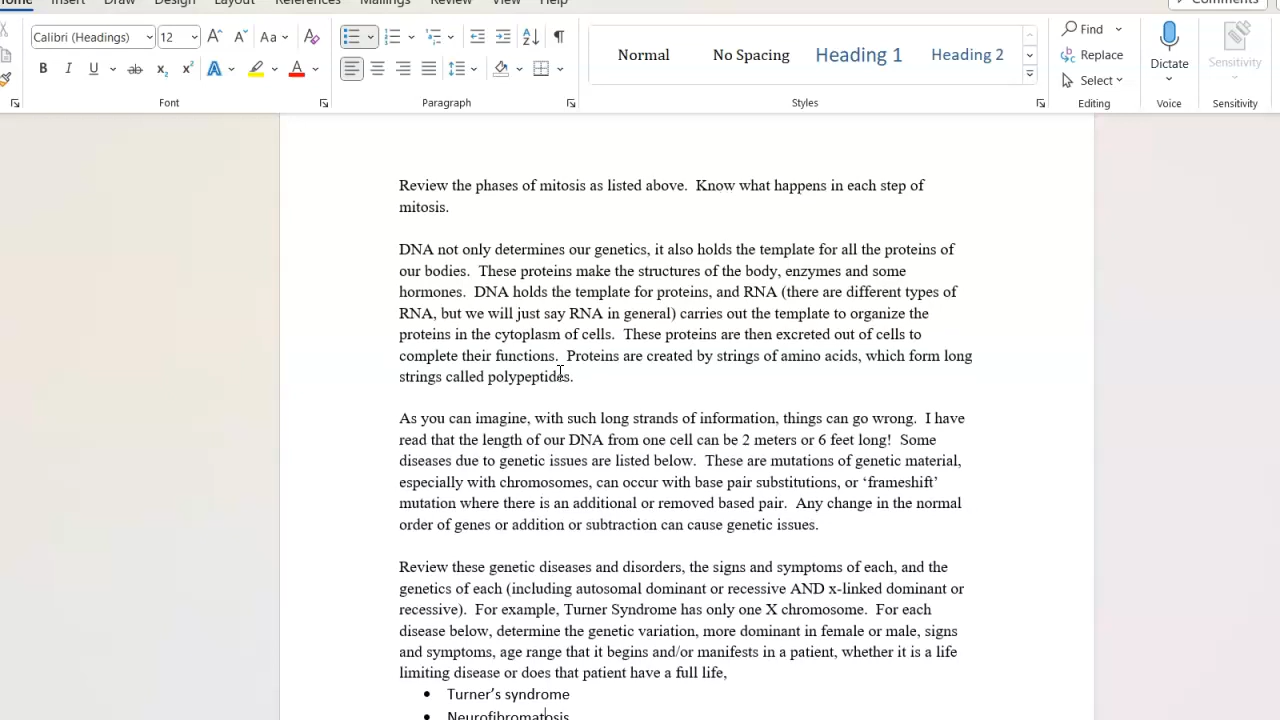 Home Insert Draw Design Layout References Mailings Review View Help Comments
Calibri (Headings) 12 Aa Find
Normal No Spacing Heading 1 Heading 2 Replace Dictate Sensitivity
Select
Font Paragraph Styles Editing Voice Sensitivity
Review the phases of mitosis as listed above. Know what happens in each step of
mitosis.
DNA not only determines our genetics, it also holds the template for all the proteins of
our bodies. These proteins make the structures of the body, enzymes and some
hormones. DNA holds the template for proteins, and RNA (there are different types of
RNA, but we will just say RNA in general) carries out the template to organize the
proteins in the cytoplasm of cells. These proteins are then excreted out of cells to
complete their functions. Proteins are created by strings of amino acids, which form long
strings called polypeptides.
As you can imagine, with such long strands of information, things can go wrong. I have
read that the length of our DNA from one cell can be 2 meters or 6 feet long! Some
diseases due to genetic issues are listed below. These are mutations of genetic material,
especially with chromosomes, can occur with base pair substitutions, or ‘frameshift’
mutation where there is an additional or removed based pair. Any change in the normal
order of genes or addition or subtraction can cause genetic issues.
Review these genetic diseases and disorders, the signs and symptoms of each, and the
genetics of each (including autosomal dominant or recessive AND x-linked dominant or
recessive). For example, Turner Syndrome has only one X chromosome. For each
disease below, determine the genetic variation, more dominant in female or male, signs
and symptoms, age range that it begins and/or manifests in a patient, whether it is a life
limiting disease or does that patient have a full life,
• Turner’s syndrome
• Neurofibromatosis